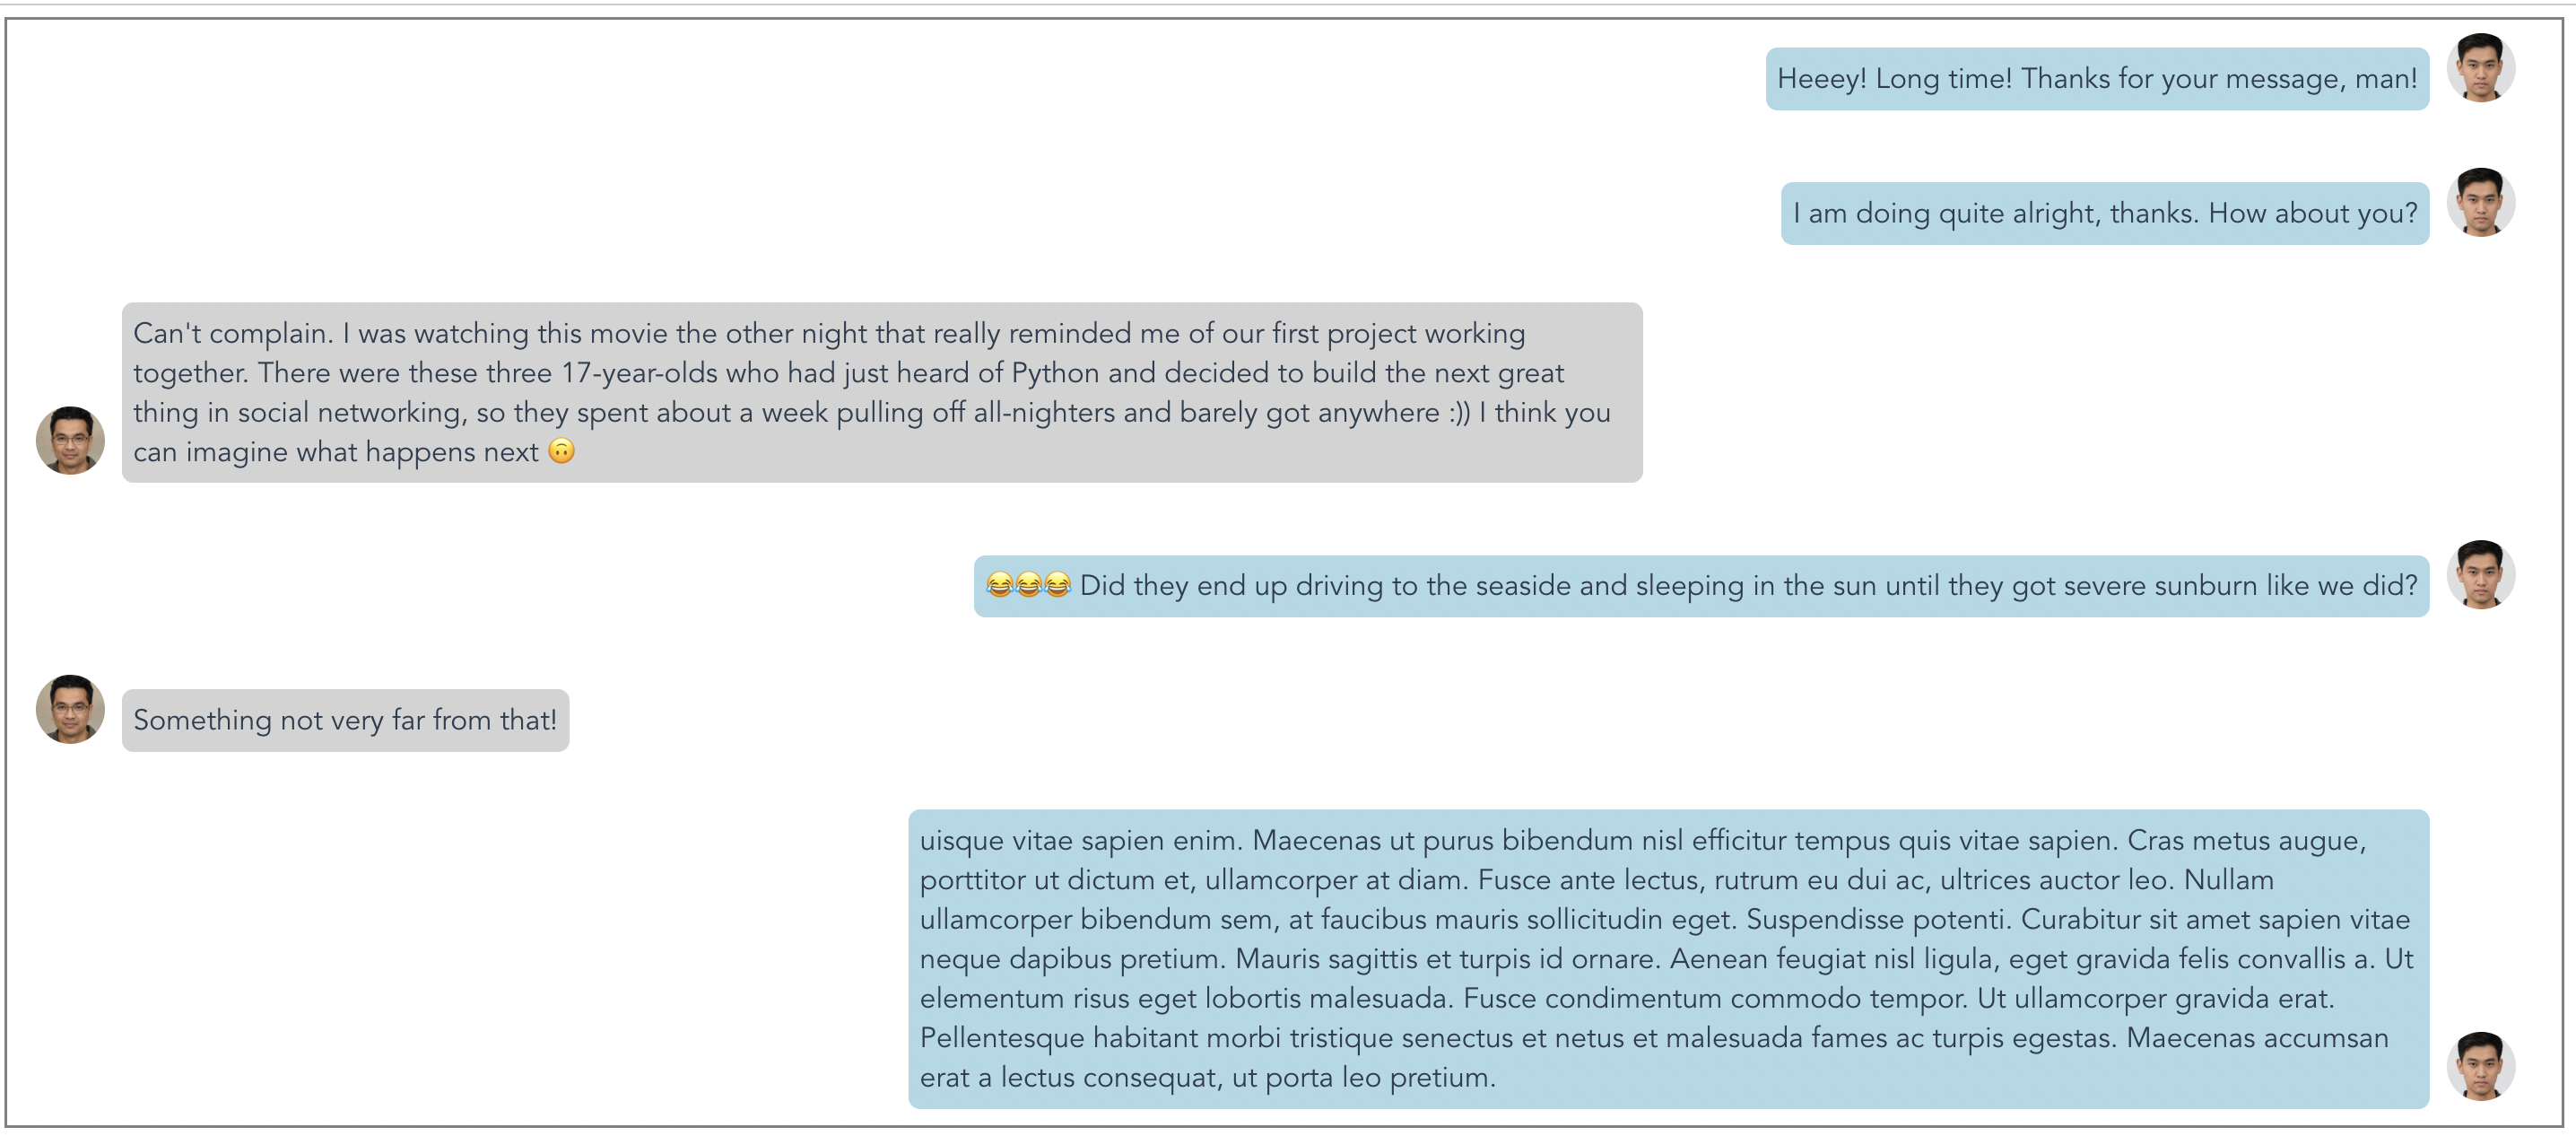 Heeey! Long time! Thanks for your message, man!
I am doing quite alright, thanks. How about you?
Can't complain. I was watching this movie the other night that really reminded me of our first project working
together. There were these three 17-year-olds who had just heard of Python and decided to build the next great
thing in social networking, so they spent about a week pulling off all-nighters and barely got anywhere :)) I think you
can imagine what happens next 🙃
😂😂😂 Did they end up driving to the seaside and sleeping in the sun until they got severe sunburn like we did?
Something not very far from that!
uisque vitae sapien enim. Maecenas ut purus bibendum nisl efficitur tempus quis vitae sapien. Cras metus augue,
porttitor ut dictum et, ullamcorper at diam. Fusce ante lectus, rutrum eu dui ac, ultrices auctor leo. Nullam
ullamcorper bibendum sem, at faucibus mauris sollicitudin eget. Suspendisse potenti. Curabitur sit amet sapien vitae
neque dapibus pretium. Mauris sagittis et turpis id ornare. Aenean feugiat nisl ligula, eget gravida felis convallis a. Ut
elementum risus eget lobortis malesuada. Fusce condimentum commodo tempor. Ut ullamcorper gravida erat.
Pellentesque habitant morbi tristique senectus et netus et malesuada fames ac turpis egestas. Maecenas accumsan
erat a lectus consequat, ut porta leo pretium.